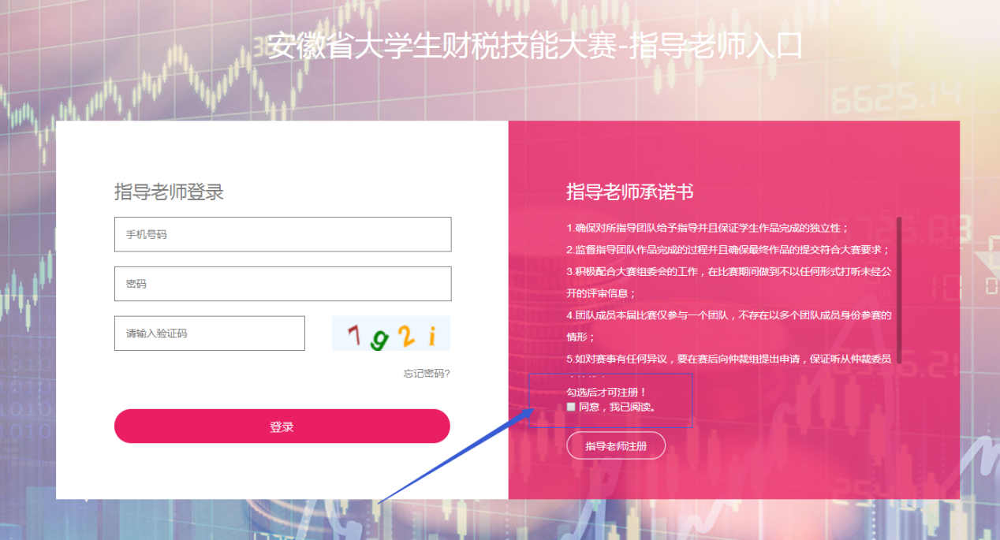 安徽省大学生财税技能大赛-指导老师入口
6625.14
指导老师登录
手机号码
密码
请输入验证码
7g2i
忘记密码?
登录
指导老师承诺书
1.确保对所指导团队给予指导并且保证学生作品完成的独立性；
2.监督指导团队作品完成的过程并且确保最终作品的提交符合大赛要求；
3.积极配合大赛组委会的工作，在比赛期间做到不以任何形式打听未经公
开的评审信息；
4.团队成员本届比赛仅参与一个团队，不存在以多个团队成员身份参赛的
情形；
5.如对赛事有任何异议，要在赛后向仲裁组提出申请，保证听从仲裁委员
勾选后才可注册！
同意，我已阅读。
指导老师注册